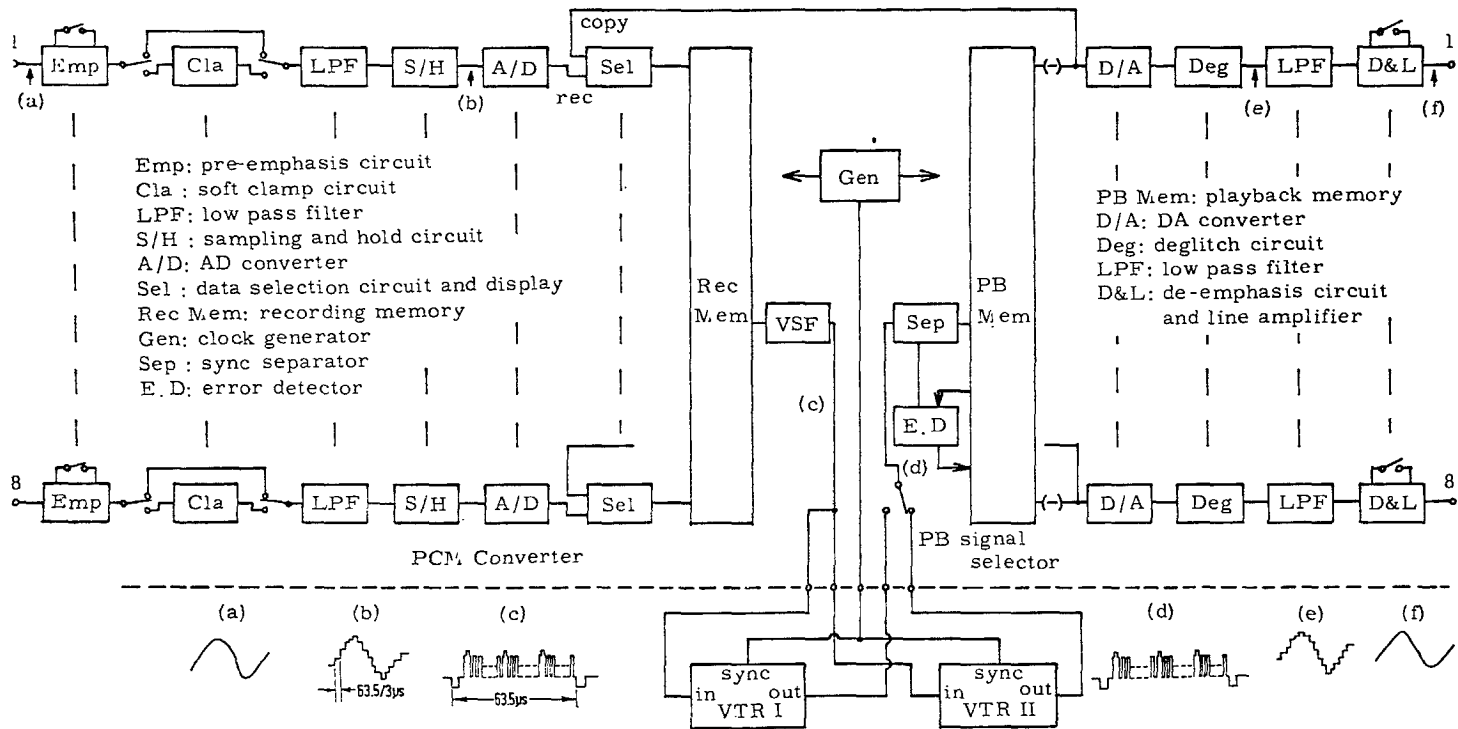 copy
1 Emp Cla LPF S/H A/D Sel D/A Deg LPF D&L 1
(a) (b) rec (e) (f)
Emp: pre-emphasis circuit
Cla : soft clamp circuit
LPF: low pass filter
S/H : sampling and hold circuit
A/D: AD converter
Sel : data selection circuit and display
Rec Mem: recording memory
Gen: clock generator
Sep : sync separator
E.D: error detector
Rec
Mem
VSF
(c)
Gen
Sep
E.D
(d)
PB
Mem
PB Mem: playback memory
D/A: DA converter
Deg: deglitch circuit
LPF: low pass filter
D&L: de-emphasis circuit
and line amplifier
8 Emp Cla LPF S/H A/D Sel D/A Deg LPF D&L 8
PCM Converter
PB signal
selector
(a) (b) (c) (d) (e) (f)
63.5/3μs
63.5μs
sync
in out
VTR I
sync
in out
VTR II